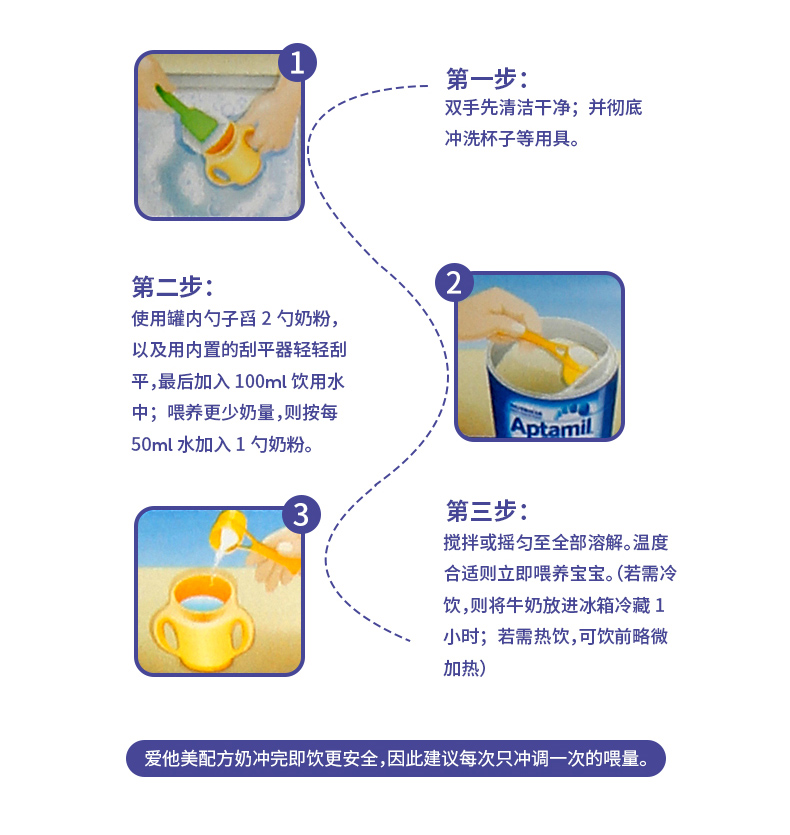 1
第一步：
双手先清洁干净；并彻底
冲洗杯子等用具。
第二步：
使用罐内勺子舀 2 勺奶粉，
以及用内置的刮平器轻轻刮
平，最后加入 100ml 饮用水
中；喂养更少奶量，则按每
50ml 水加入 1 勺奶粉。
2
NUTRICIA
Aptamil
3
第三步：
搅拌或摇匀至全部溶解。温度
合适则立即喂养宝宝。（若需冷
饮，则将牛奶放进冰箱冷藏 1
小时；若需热饮，可饮前略微
加热）
爱他美配方奶冲完即饮更安全，因此建议每次只冲调一次的喂量。